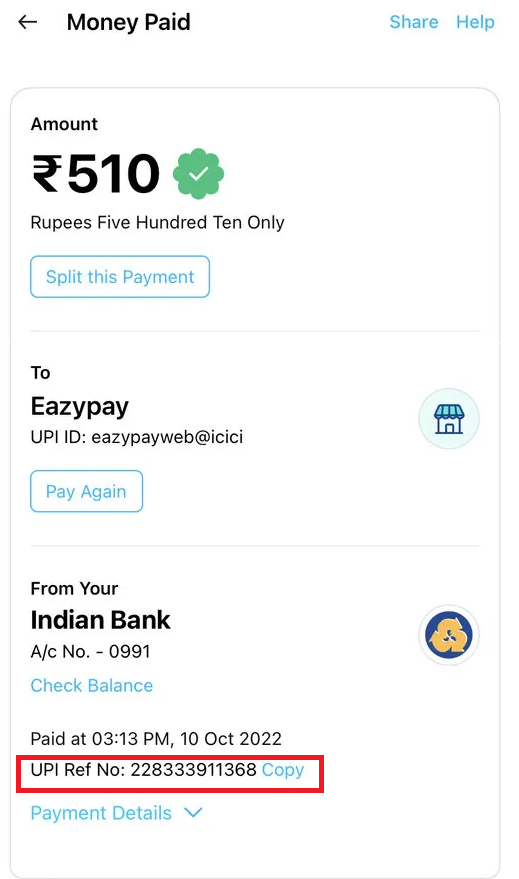 Money Paid Share Help
Amount
₹510
Rupees Five Hundred Ten Only
Split this Payment
To
Eazypay
UPI ID: eazypayweb@icici
Pay Again
From Your
Indian Bank
A/c No. - 0991
Check Balance
Paid at 03:13 PM, 10 Oct 2022
UPI Ref No: 228333911368 Copy
Payment Details